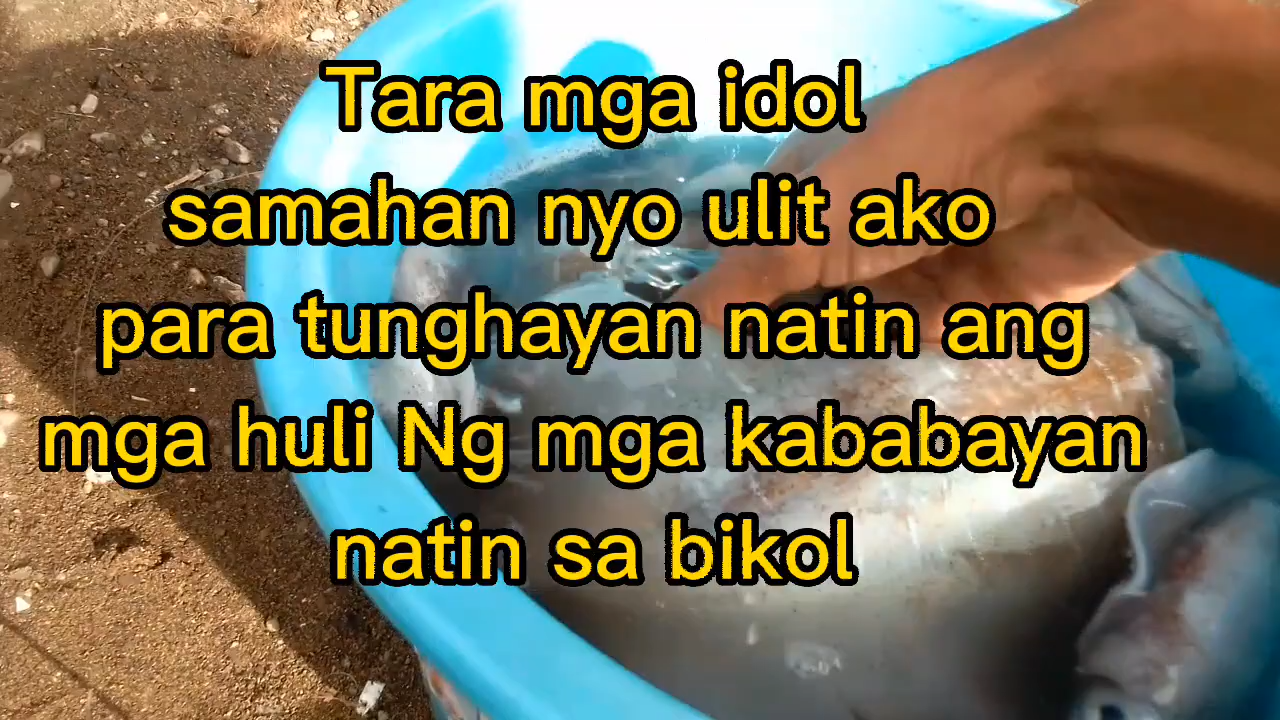 Tara mga idol
samahan nyo ulit ako
para tunghayan natin ang
mga huli Ng mga kababayan
natin sa bikol